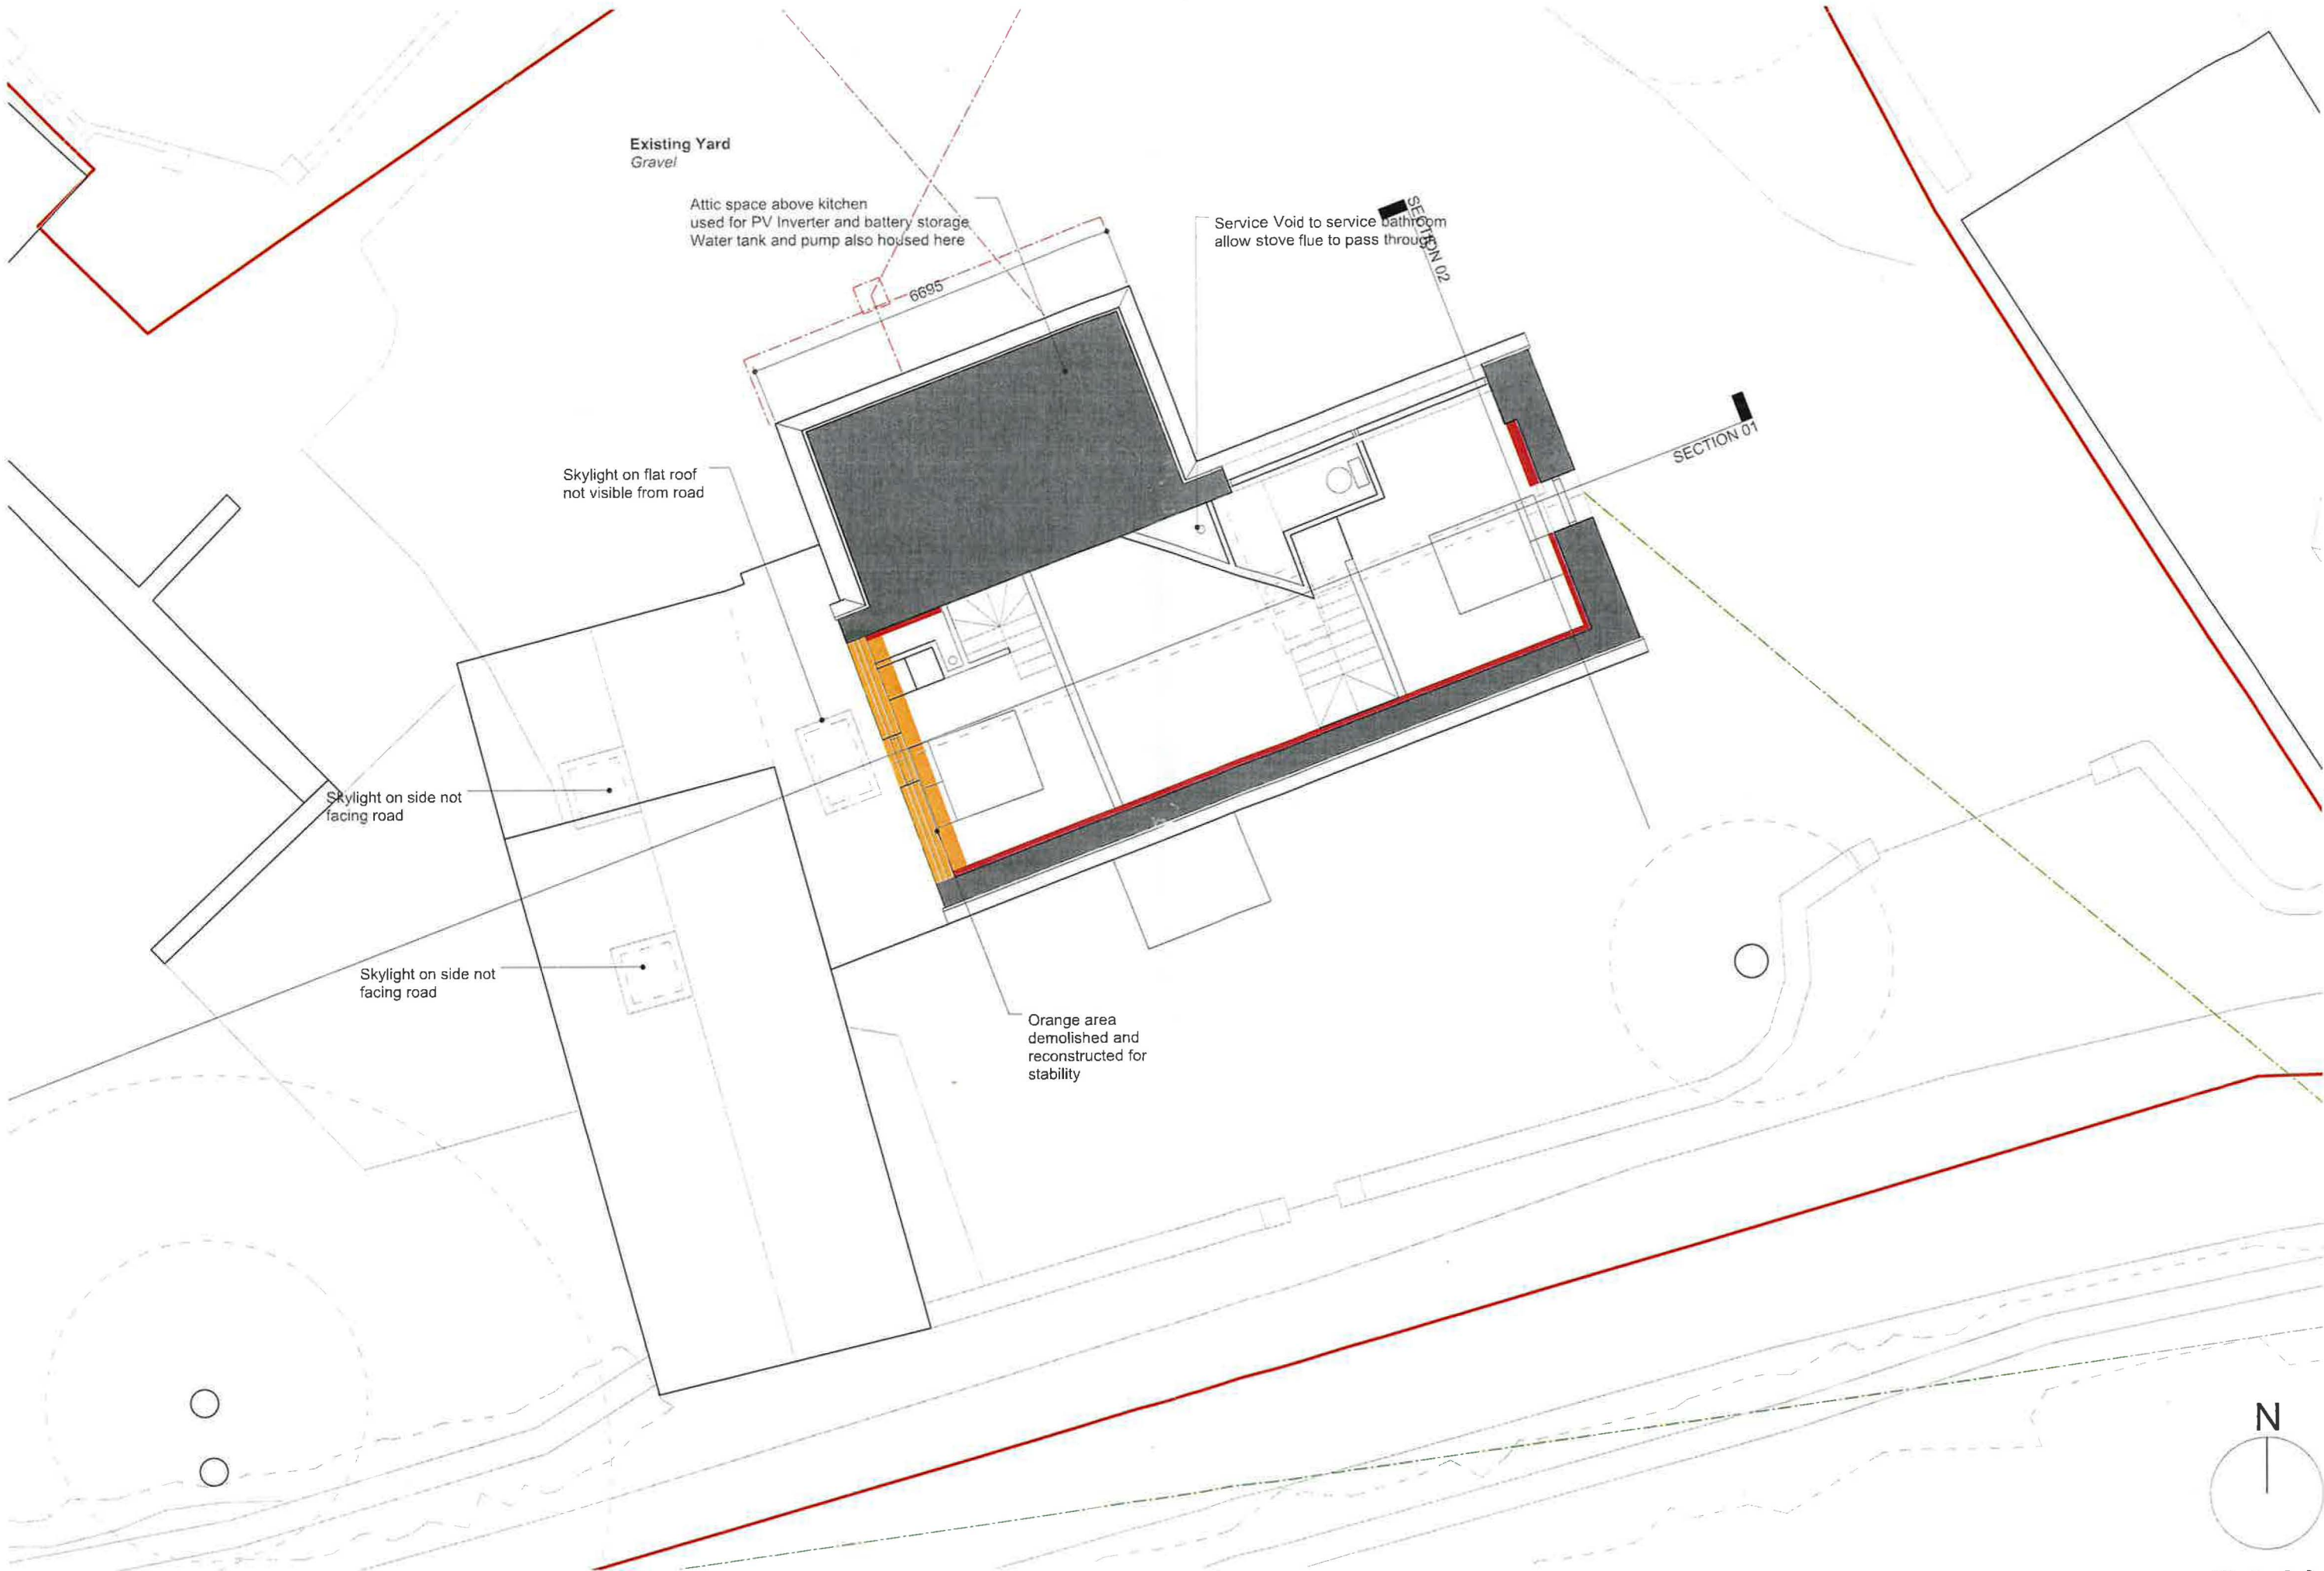 Existing Yard
Gravel
Attic space above kitchen
used for PV Inverter and battery storage
Water tank and pump also housed here
Service Void to service bathroom
allow stove flue to pass through
SECTION 02
6695
SECTION 01
Skylight on flat roof
not visible from road
Skylight on side not
facing road
Skylight on side not
facing road
Orange area
demolished and
reconstructed for
stability
N